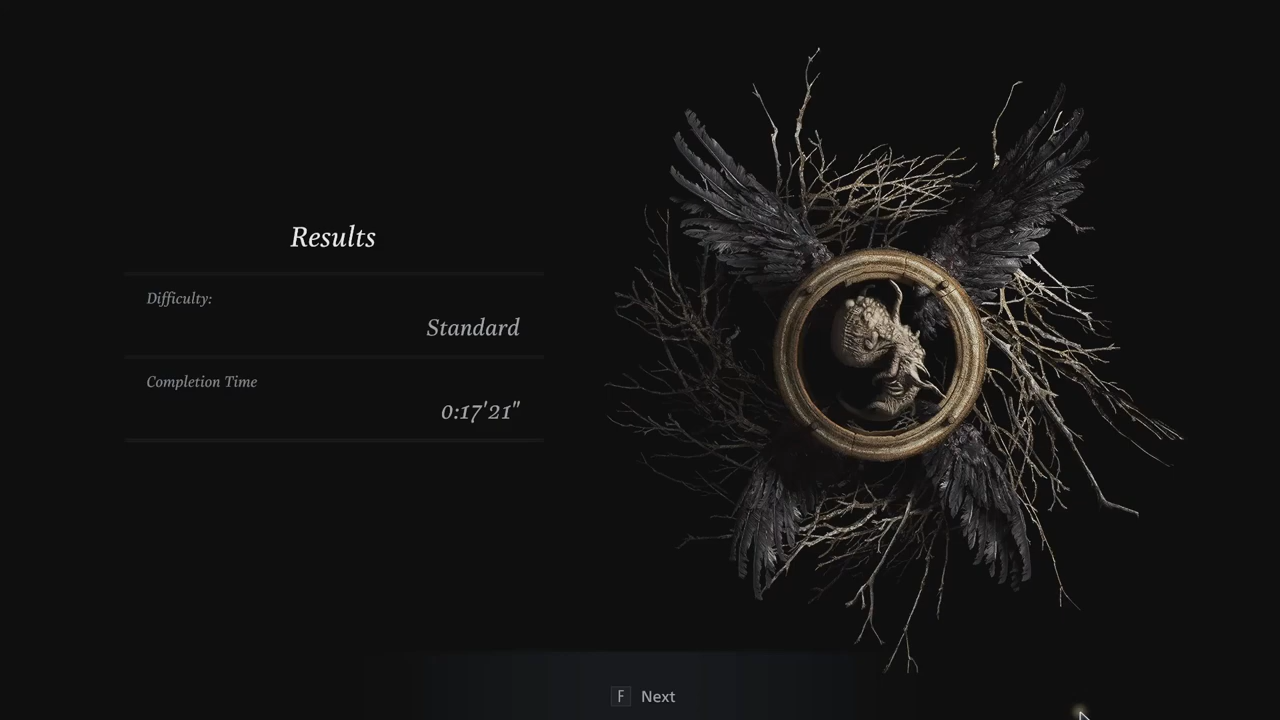 Results
Difficulty:
Standard
Completion Time
0:17'21"
F Next